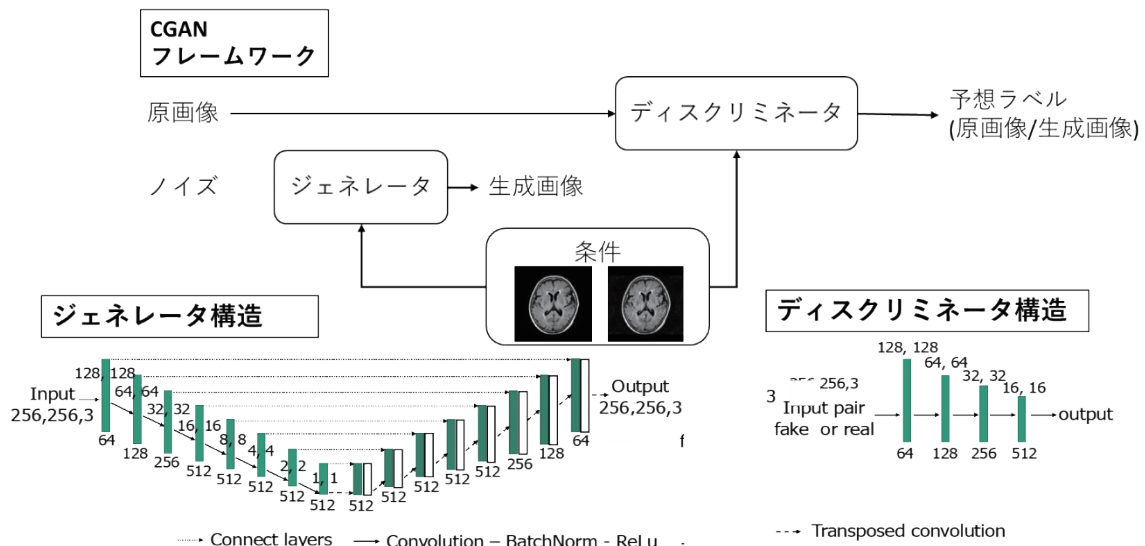 CGAN
フレームワーク
原画像
ディスクリミネータ
予想ラベル
(原画像/生成画像)
ノイズ
ジェネレータ
生成画像
条件
ジェネレータ構造
Input
256,256,3
128, 128
64, 64
32, 32
16, 16
8, 8
4, 4
2, 2
1, 1
64
128
256
512
512
512
512
512
512
512
512
512
512
256
128
64
Output
256,256,3
ディスクリミネータ構造
128, 128
64, 64
32, 32
16, 16
3
256,3
Input pair
fake or real
64
128
256
512
output
Connect layers
Convolution – BatchNorm - ReLu
Transposed convolution